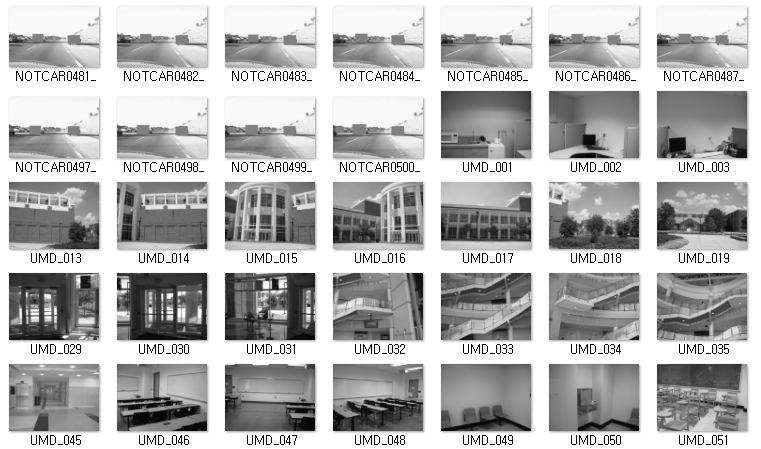 NOTCAR0481_ NOTCAR0482_ NOTCAR0483_ NOTCAR0484_ NOTCAR0485_ NOTCAR0486_ NOTCAR0487_
NOTCAR0497_ NOTCAR0498_ NOTCAR0499_ NOTCAR0500_ UMD_001 UMD_002 UMD_003
UMD_013 UMD_014 UMD_015 UMD_016 UMD_017 UMD_018 UMD_019
UMD_029 UMD_030 UMD_031 UMD_032 UMD_033 UMD_034 UMD_035
UMD_045 UMD_046 UMD_047 UMD_048 UMD_049 UMD_050 UMD_051